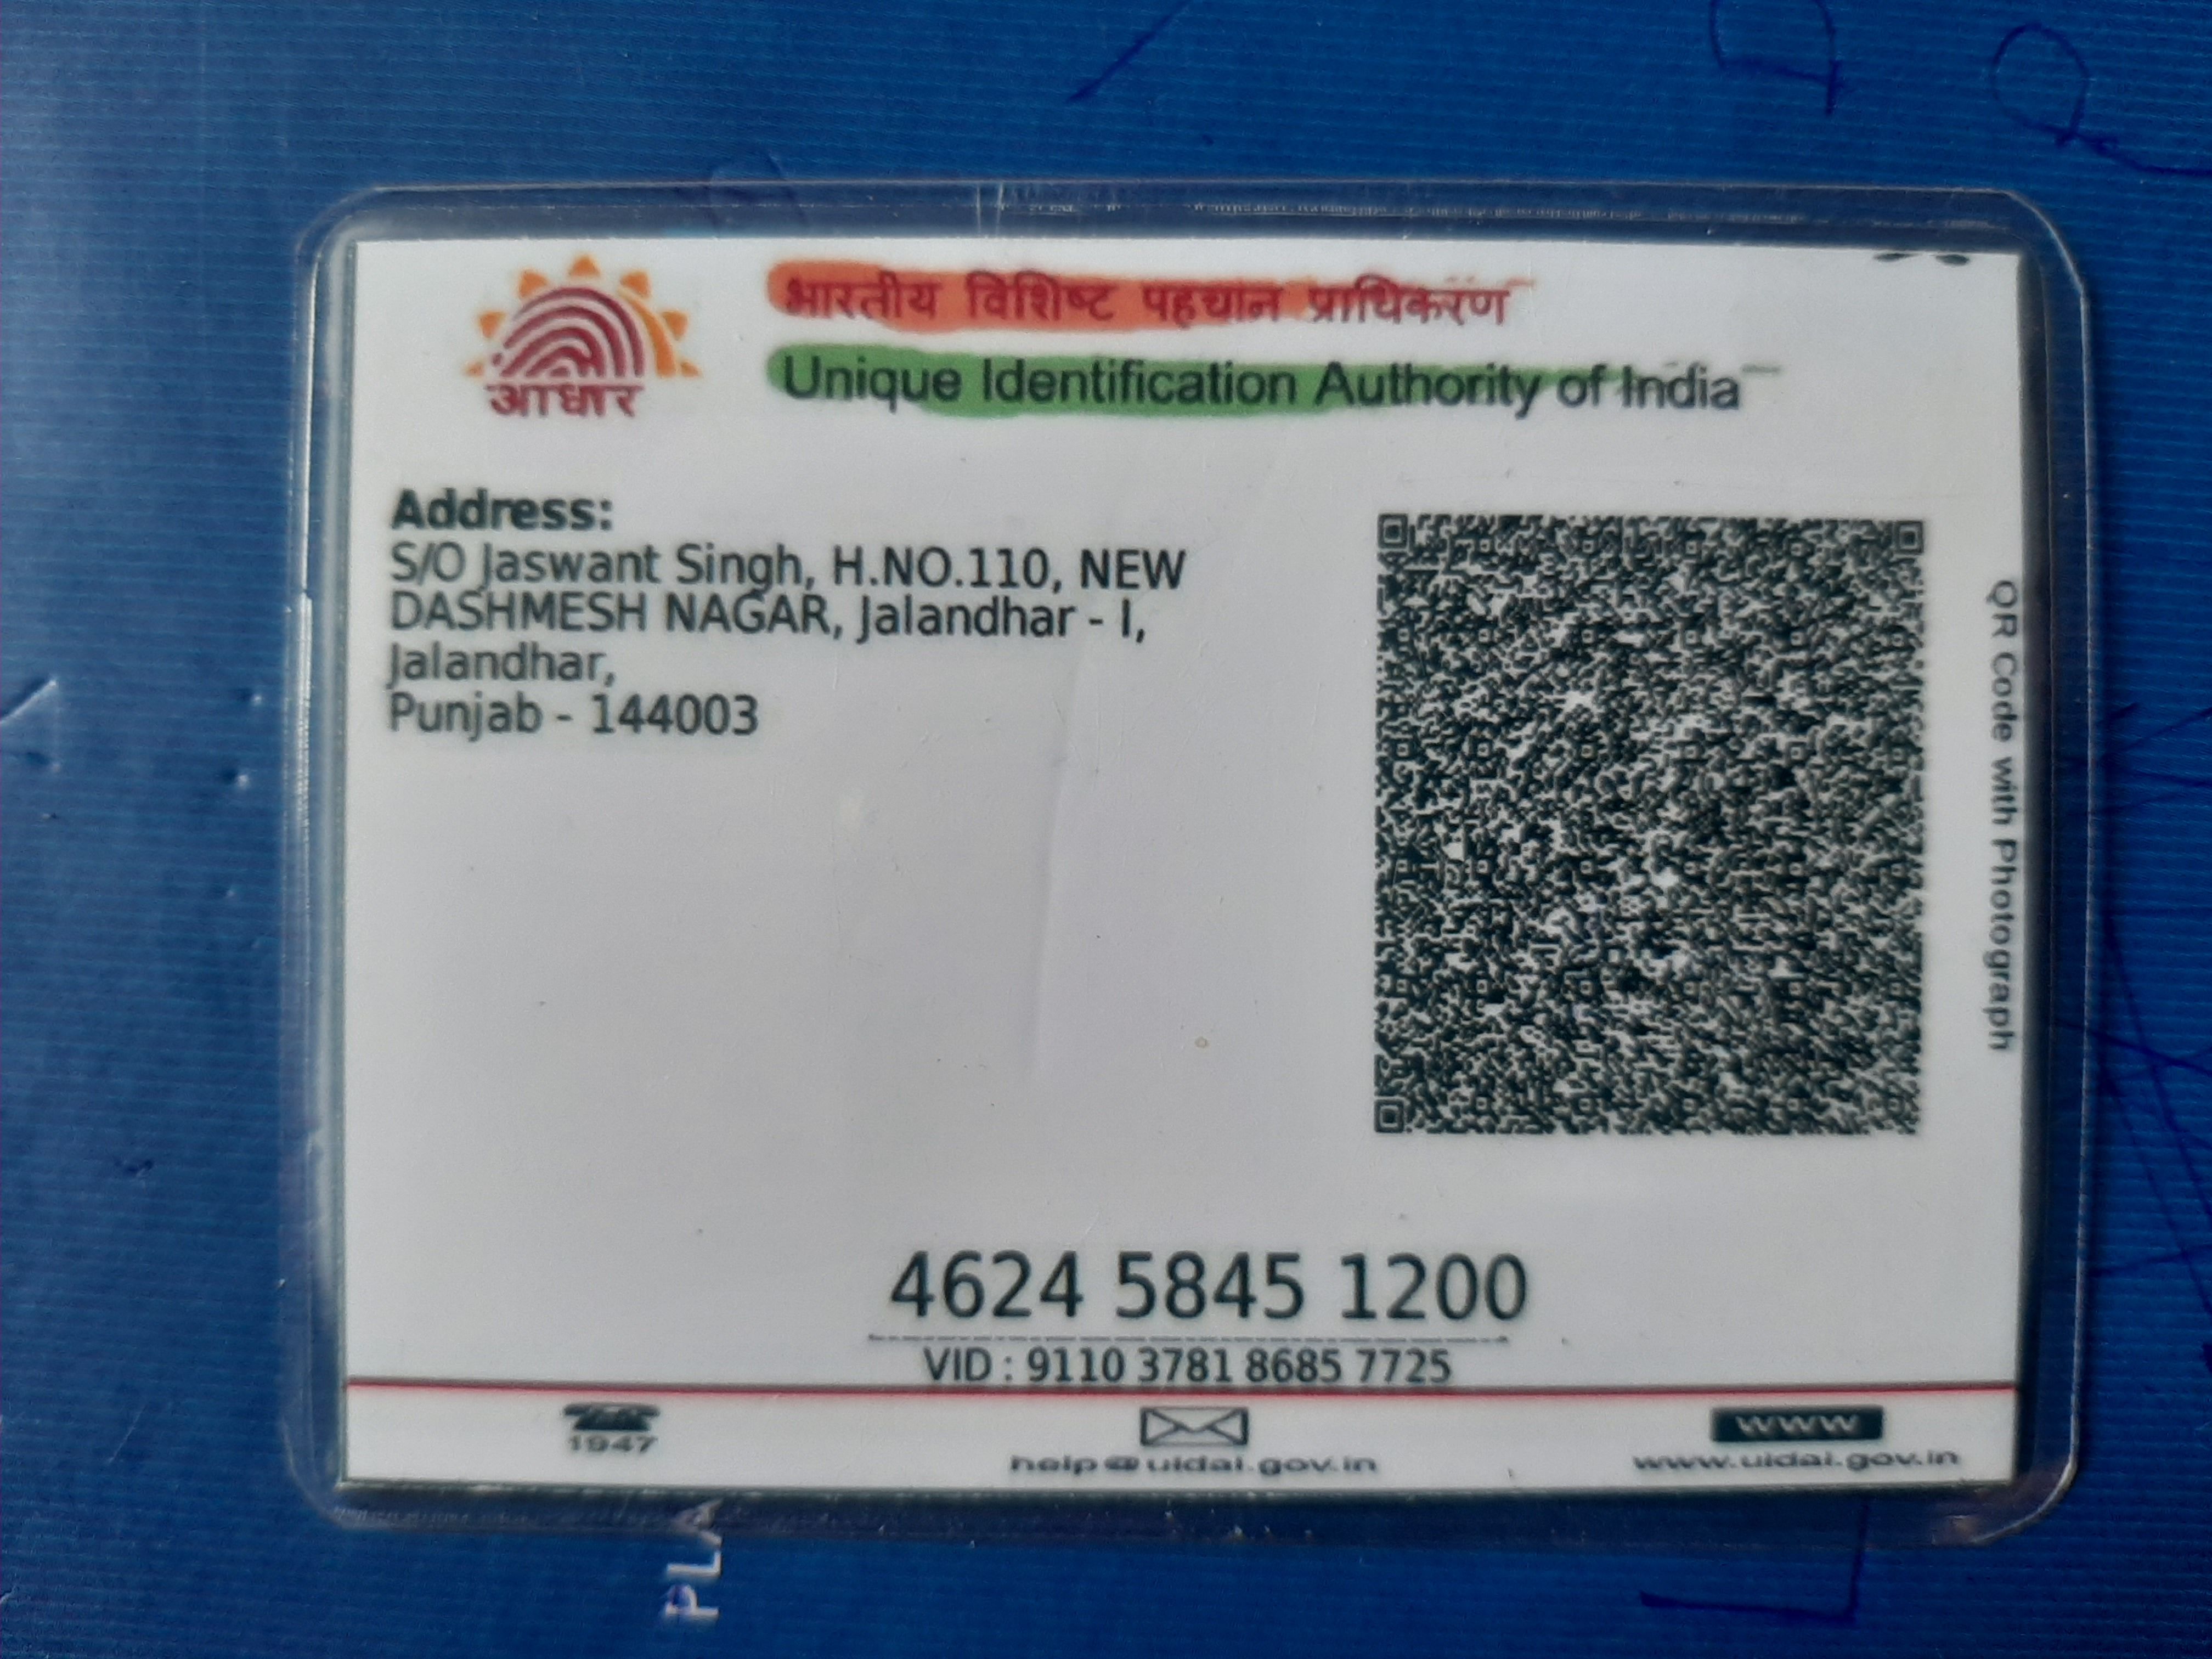 आधार
भारतीय विशिष्ट पहचान प्राधिकरण
Unique Identification Authority of India
Address:
S/O Jaswant Singh, H.NO.110, NEW
DASHMESH NAGAR, Jalandhar - I,
Jalandhar,
Punjab - 144003
QR Code with Photograph
4624 5845 1200
VID : 9110 3781 8685 7725
1947
help@uidai.gov.in
www
www.uidai.gov.in
PLA